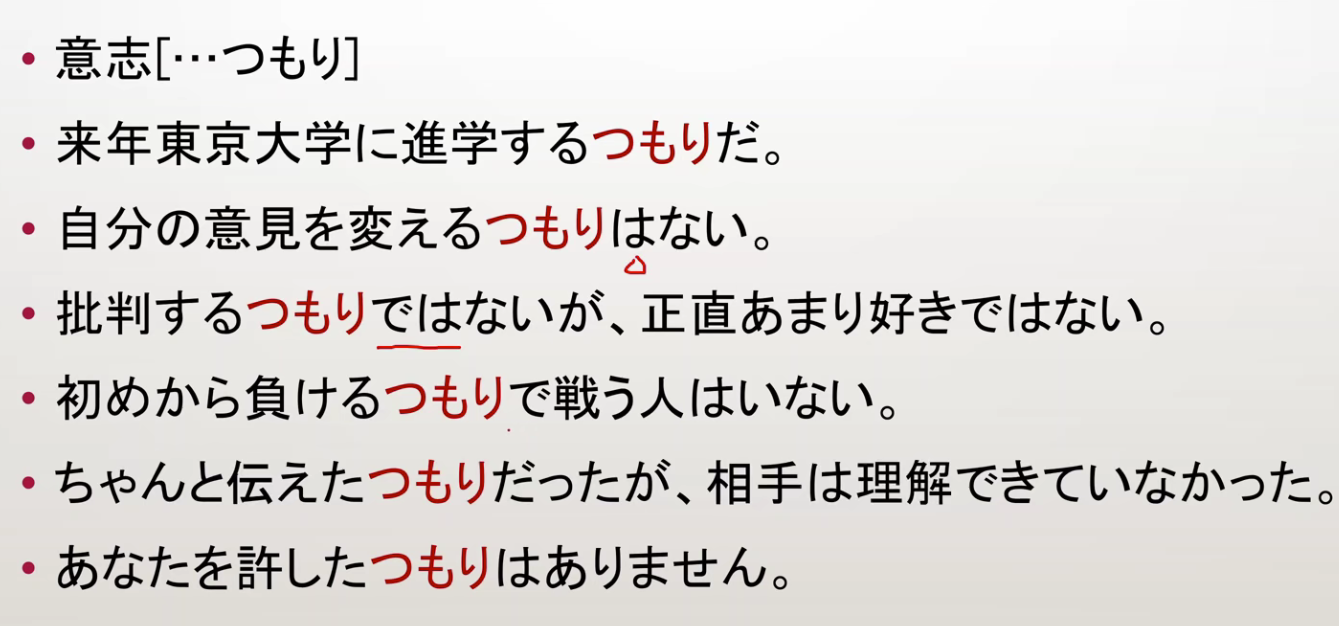 • 意志[…つもり]
• 来年東京大学に進学するつもりだ。
• 自分の意見を変えるつもりはない。
• 批判するつもりではないが、正直あまり好きではない。
• 初めから負けるつもりで戦う人はいない。
• ちゃんと伝えたつもりだったが、相手は理解できていなかった。
• あなたを許したつもりはありません。